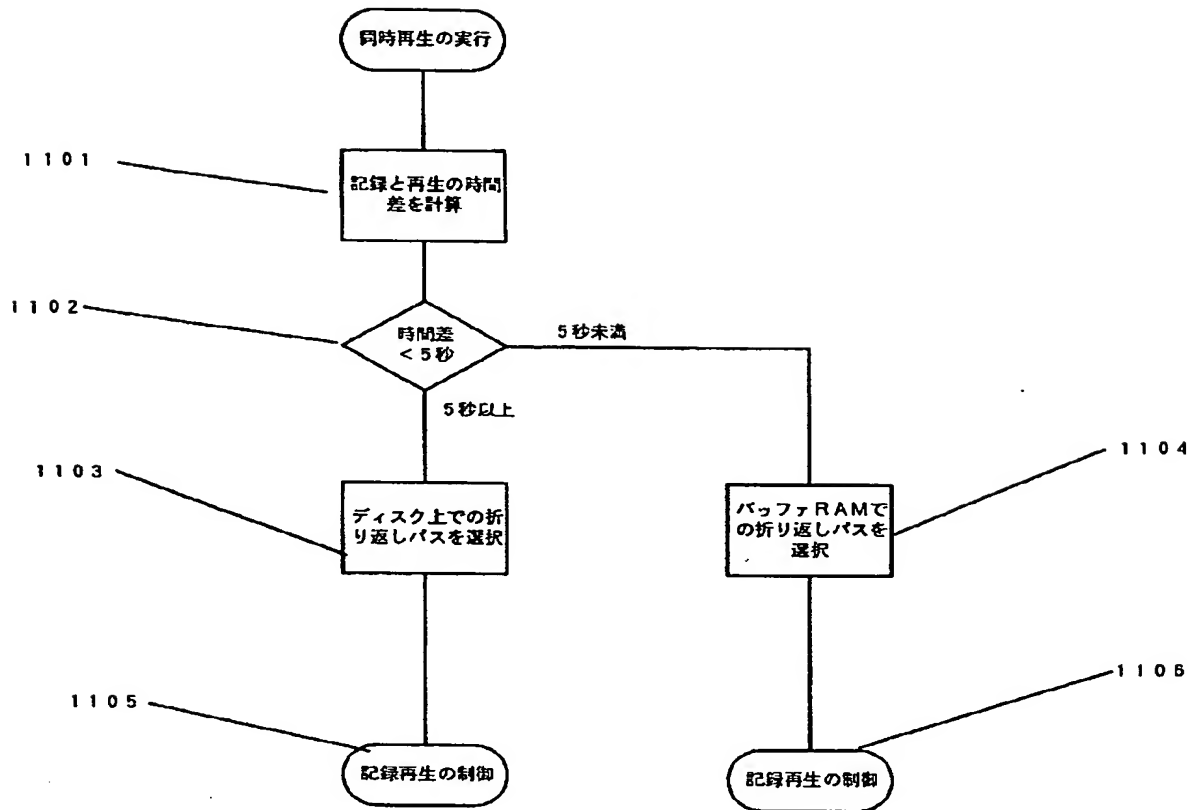 同時再生の実行
1101
記録と再生の時間
差を計算
1102
時間差
<5秒
5秒未満
5秒以上
1103
ディスク上での折
り返しパスを選択
1104
バッファRAMで
の折り返しパスを
選択
1105
記録再生の制御
1106
記録再生の制御